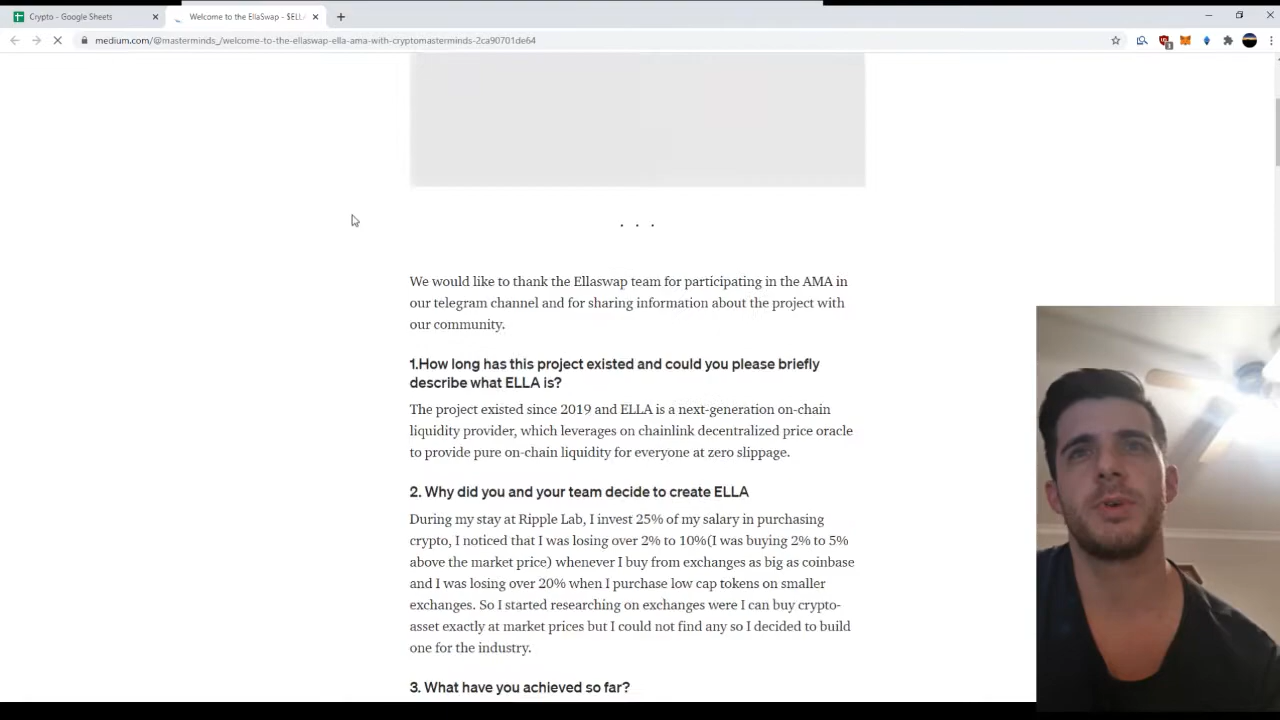 Crypto - Google Sheets
Welcome to the EllaSwap - $ELL
medium.com/@masterminds_/welcome-to-the-ellaswap-ella-ama-with-cryptomasterminds-2ca90701de64
. . .
We would like to thank the Ellaswap team for participating in the AMA in
our telegram channel and for sharing information about the project with
our community.
1.How long has this project existed and could you please briefly
describe what ELLA is?
The project existed since 2019 and ELLA is a next-generation on-chain
liquidity provider, which leverages on chainlink decentralized price oracle
to provide pure on-chain liquidity for everyone at zero slippage.
2. Why did you and your team decide to create ELLA
During my stay at Ripple Lab, I invest 25% of my salary in purchasing
crypto, I noticed that I was losing over 2% to 10%(I was buying 2% to 5%
above the market price) whenever I buy from exchanges as big as coinbase
and I was losing over 20% when I purchase low cap tokens on smaller
exchanges. So I started researching on exchanges were I can buy crypto-
asset exactly at market prices but I could not find any so I decided to build
one for the industry.
3. What have you achieved so far?